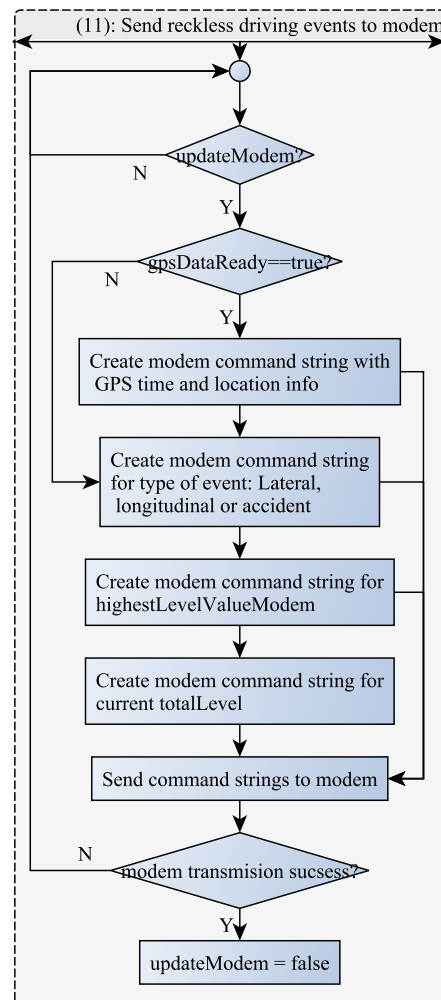 (11): Send reckless driving events to modem
updateModem?
N
Y
gpsDataReady==true?
N
Y
Create modem command string with
GPS time and location info
Create modem command string
for type of event: Lateral,
longitudinal or accident
Create modem command string for
highestLevelValueModem
Create modem command string for
current totalLevel
Send command strings to modem
N
modem transmision sucsess?
Y
updateModem = false